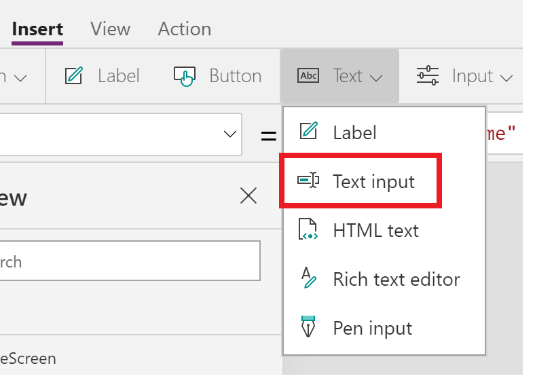 Insert View Action
Label Button Abc Text Input
= me"
Label
ew
Text input
rch
HTML text
Rich text editor
Pen input
eScreen